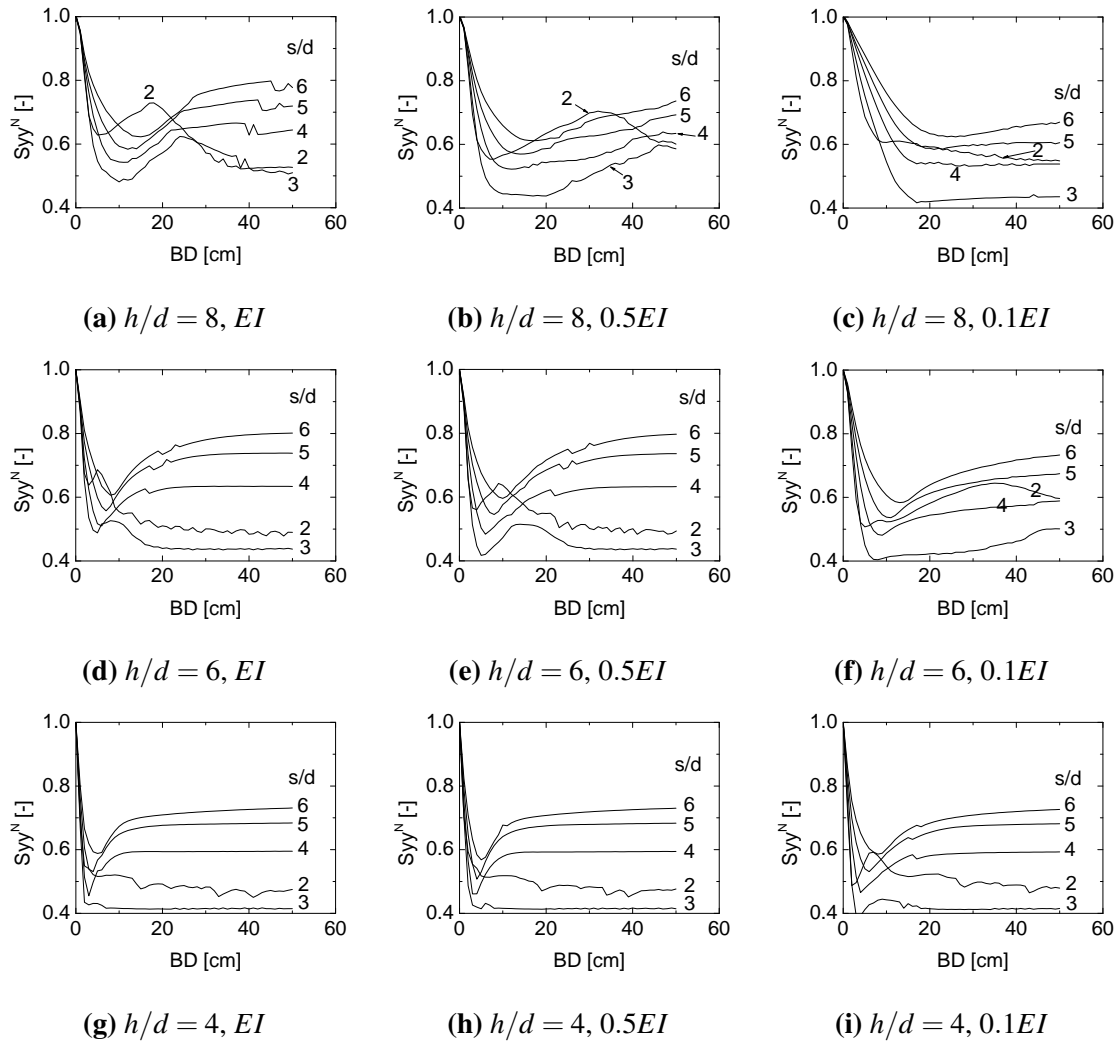 1.0
0.8
0.6
0.4
Syy^N [-]
0 20 40 60
BD [cm]
s/d
2
6
5
4
2
3
(a) h/d = 8, EI
1.0
0.8
0.6
0.4
Syy^N [-]
0 20 40 60
BD [cm]
s/d
2
6
5
4
3
(b) h/d = 8, 0.5EI
1.0
0.8
0.6
0.4
Syy^N [-]
0 20 40 60
BD [cm]
s/d
6
5
2
4
3
(c) h/d = 8, 0.1EI
1.0
0.8
0.6
0.4
Syy^N [-]
0 20 40 60
BD [cm]
s/d
6
5
4
2
3
(d) h/d = 6, EI
1.0
0.8
0.6
0.4
Syy^N [-]
0 20 40 60
BD [cm]
s/d
6
5
4
2
3
(e) h/d = 6, 0.5EI
1.0
0.8
0.6
0.4
Syy^N [-]
0 20 40 60
BD [cm]
s/d
6
5
2
4
3
(f) h/d = 6, 0.1EI
1.0
0.8
0.6
0.4
Syy^N [-]
0 20 40 60
BD [cm]
s/d
6
5
4
2
3
(g) h/d = 4, EI
1.0
0.8
0.6
0.4
Syy^N [-]
0 20 40 60
BD [cm]
s/d
6
5
4
2
3
(h) h/d = 4, 0.5EI
1.0
0.8
0.6
0.4
Syy^N [-]
0 20 40 60
BD [cm]
s/d
6
5
4
2
3
(i) h/d = 4, 0.1EI